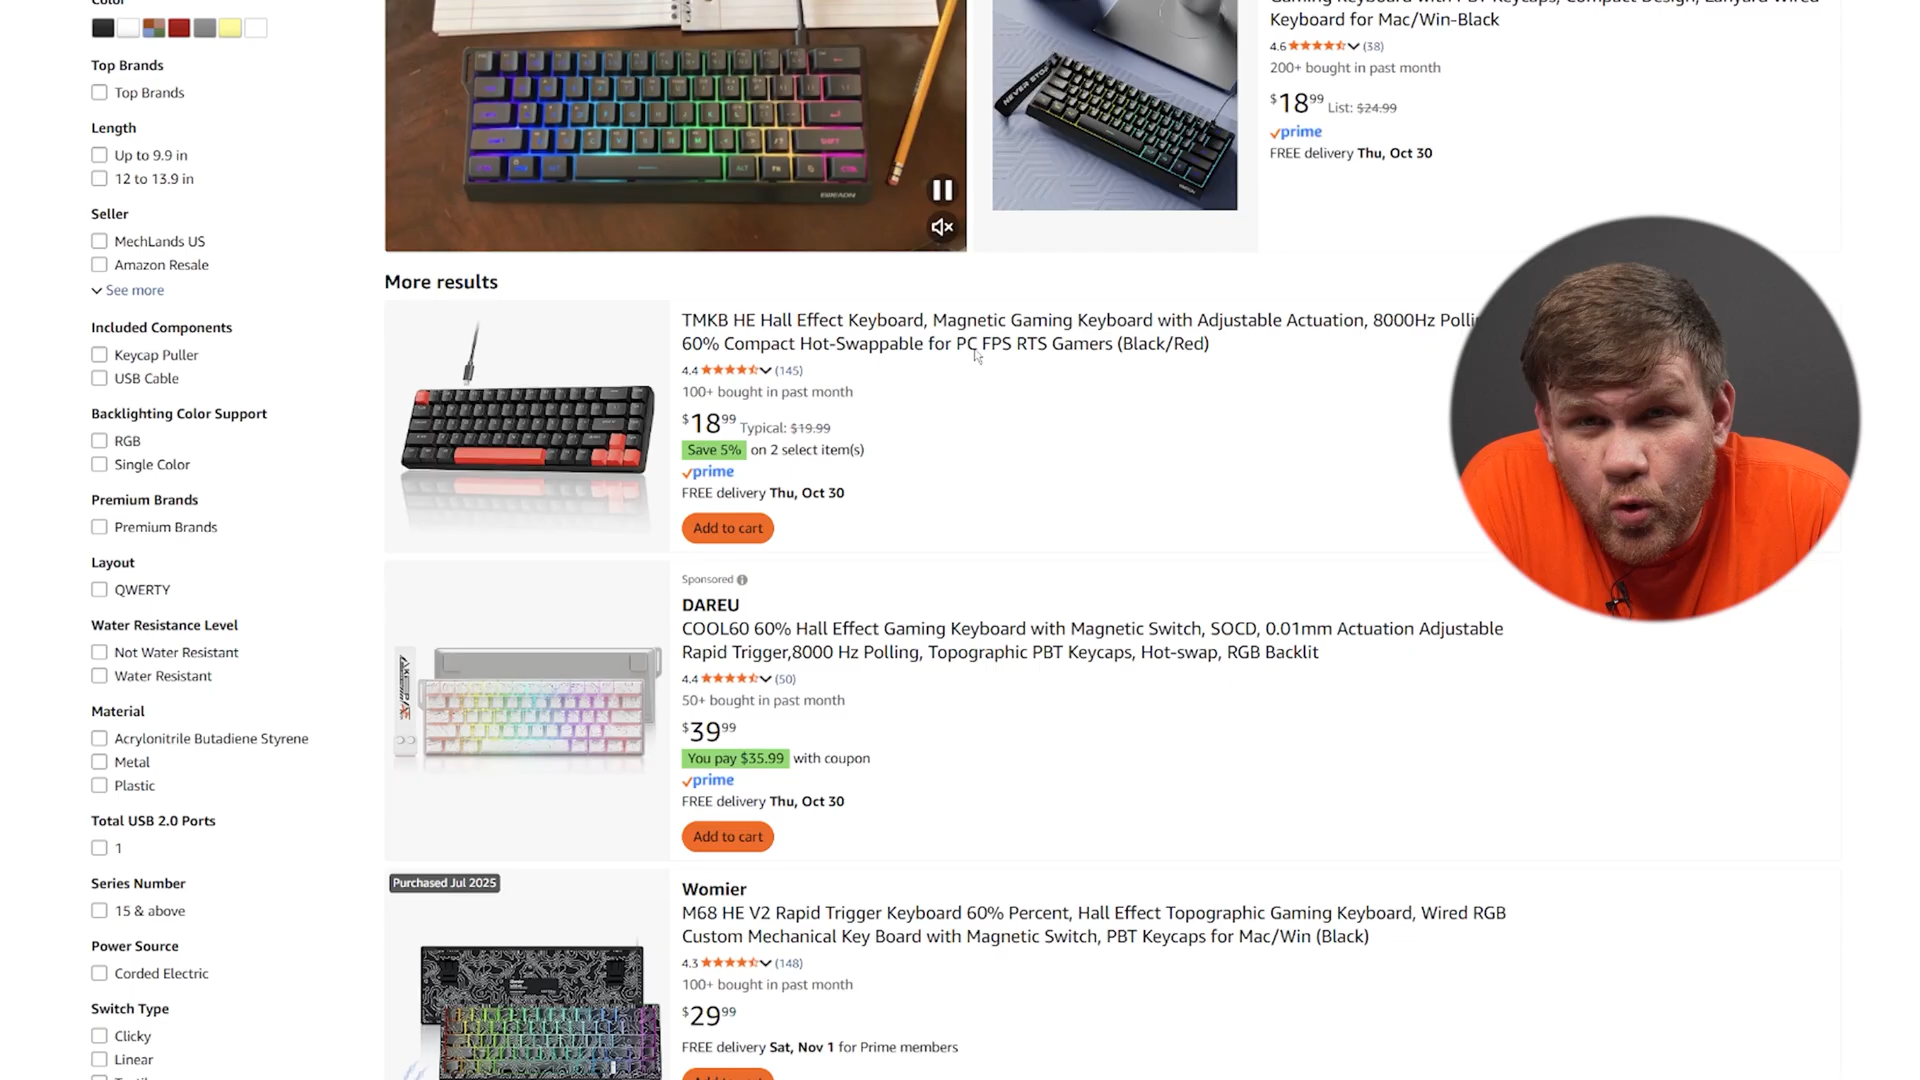 Color
Top Brands
Top Brands
Length
Up to 9.9 in
12 to 13.9 in
Seller
MechLands US
Amazon Resale
See more
Included Components
Keycap Puller
USB Cable
Backlighting Color Support
RGB
Single Color
Premium Brands
Premium Brands
Layout
QWERTY
Water Resistance Level
Not Water Resistant
Water Resistant
Material
Acrylonitrile Butadiene Styrene
Metal
Plastic
Total USB 2.0 Ports
1
Series Number
15 & above
Power Source
Corded Electric
Switch Type
Clicky
Linear
SHIFT
ALT
FN
CTRL
NEVER STOP
Gaming Keyboard with PBT Keycaps, Compact Design, Lanyard Wired
Keyboard for Mac/Win-Black
4.6 (38)
200+ bought in past month
$18.99 List: $24.99
prime
FREE delivery Thu, Oct 30
More results
TMKB HE Hall Effect Keyboard, Magnetic Gaming Keyboard with Adjustable Actuation, 8000Hz
60% Compact Hot-Swappable for PC FPS RTS Gamers (Black/Red)
4.4 (145)
100+ bought in past month
$18.99 Typical: $19.99
Save 5% on 2 select item(s)
prime
FREE delivery Thu, Oct 30
Add to cart
Sponsored
DAREU
COOL60 60% Hall Effect Gaming Keyboard with Magnetic Switch, SOCD, 0.01mm Actuation Adjustable
Rapid Trigger,8000 Hz Polling, Topographic PBT Keycaps, Hot-swap, RGB Backlit
4.4 (50)
50+ bought in past month
$39.99
You pay $35.99 with coupon
prime
FREE delivery Thu, Oct 30
Add to cart
Purchased Jul 2025
Womier
M68 HE V2 Rapid Trigger Keyboard 60% Percent, Hall Effect Topographic Gaming Keyboard, Wired RGB
Custom Mechanical Key Board with Magnetic Switch, PBT Keycaps for Mac/Win (Black)
4.3 (148)
100+ bought in past month
$29.99
FREE delivery Sat, Nov 1 for Prime members